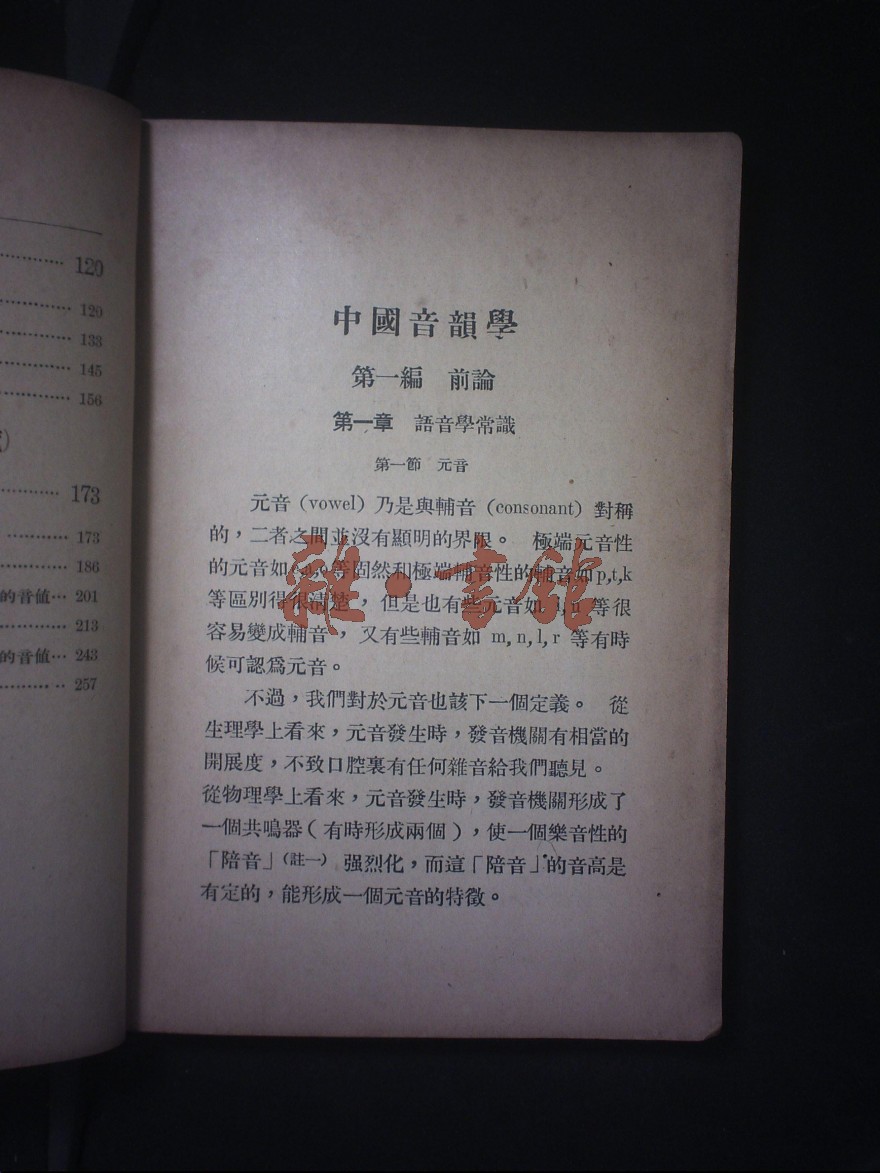 120
129
133
145
156
173
173
186
的音値… 201
213
的音値… 243
257
中國音韻學
第一編 前論
第一章 語音學常識
第一節 元音
元音（vowel）乃是與輔音（consonant）對稱
的，二者之間並沒有顯明的界限。 極端元音性
的元音如 a, o 等固然和極端輔音性的輔音如 p, t, k
等區別得很清楚， 但是也有些元音如 i, u 等很
容易變成輔音， 又有些輔音如 m, n, l, r 等有時
候可認爲元音。
不過，我們對於元音也該下一個定義。 從
生理學上看來，元音發生時，發音機關有相當的
開展度，不致口腔裏有任何雜音給我們聽見。
從物理學上看來，元音發生時，發音機關形成了
一個共鳴器（有時形成兩個），使一個樂音性的
「陪音」（註一） 强烈化，而這「陪音」的音高是
有定的，能形成一個元音的特徵。
雜·書館